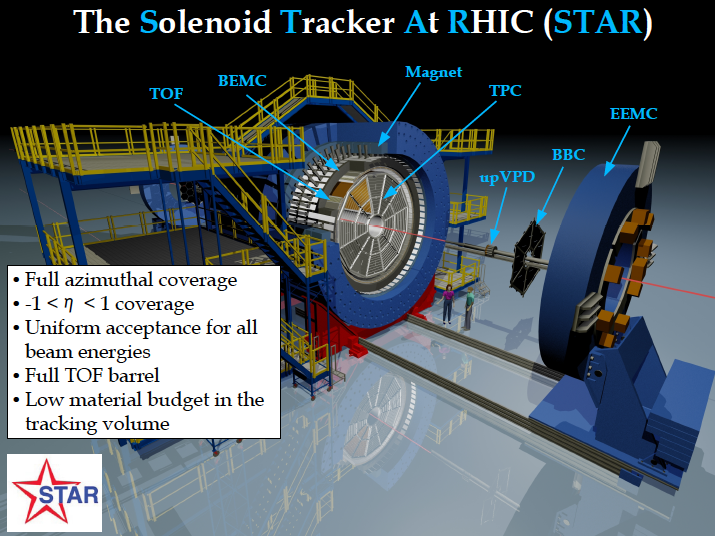 The Solenoid Tracker At RHIC (STAR)
Magnet
BEMC
TOF
TPC
EEMC
BBC
upVPD
• Full azimuthal coverage
• -1 < η < 1 coverage
• Uniform acceptance for all
beam energies
• Full TOF barrel
• Low material budget in the
tracking volume
STAR